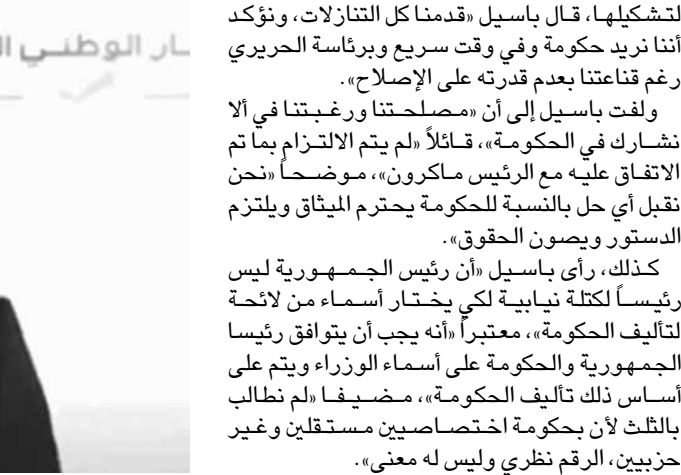 لتشكيلها، قال باسيل «قدمنا كل التنازلات، ونؤكد
أننا نريد حكومة وفي وقت سريع وبرئاسة الحريري
رغم قناعتنا بعدم قدرته على الإصلاح».
ولفت باسيل إلى أن «مصلحتنا ورغبتنا في ألا
نشارك في الحكومة»، قائلاً «لم يتم الالتزام بما تم
الاتفاق عليه مع الرئيس ماكرون»، موضحاً «نحن
نقبل أي حل بالنسبة للحكومة يحترم الميثاق ويلتزم
الدستور ويصون الحقوق».
كذلك، رأى باسيل «أن رئيس الجمهورية ليس
رئيساً لكتلة نيابية لكي يختار أسماء من لائحة
لتأليف الحكومة»، معتبراً «أنه يجب أن يتوافق رئيسا
الجمهورية والحكومة على أسماء الوزراء ويتم على
أساس ذلك تأليف الحكومة»، مضيفا «لم نطالب
بالثلث لأن بحكومة اختصاصيين مستقلين وغير
حزبيين، الرقم نظري وليس له معنى».
الوطني